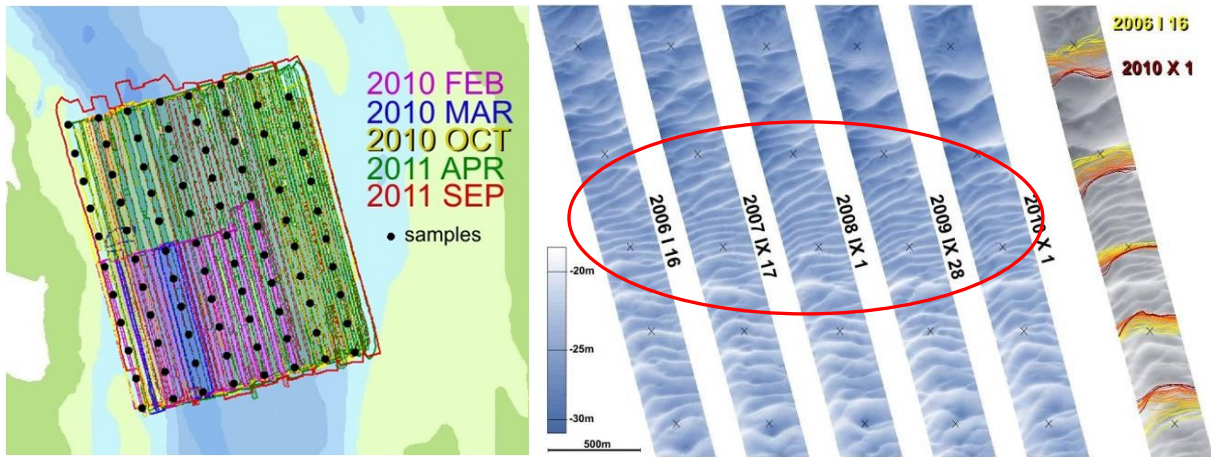 2010 FEB
2010 MAR
2010 OCT
2011 APR
2011 SEP
samples
2006 I 16
2007 IX 17
2008 IX 1
2009 IX 28
2010 X 1
-20m
-25m
-30m
500m
2006 I 16
2010 X 1